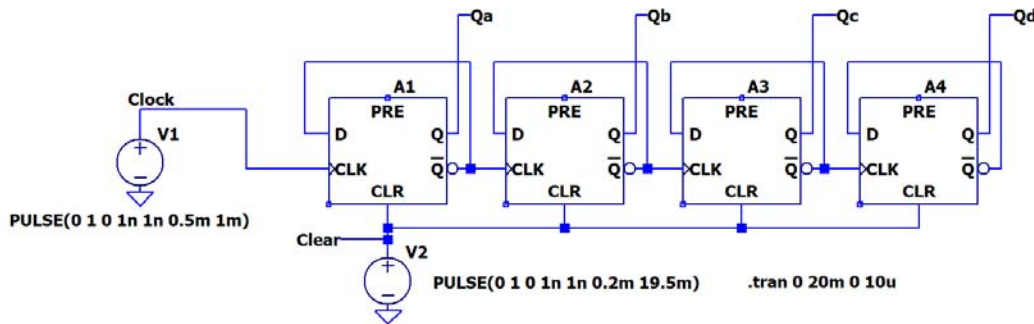 Qa Qb Qc Qd
A1 A2 A3 A4
Clock PRE PRE PRE PRE
V1 D Q D Q D Q D Q
CLK Q CLK Q CLK Q CLK Q
CLR CLR CLR CLR
PULSE(0 1 0 1n 1n 0.5m 1m)
Clear
V2
PULSE(0 1 0 1n 1n 0.2m 19.5m) .tran 0 20m 0 10u